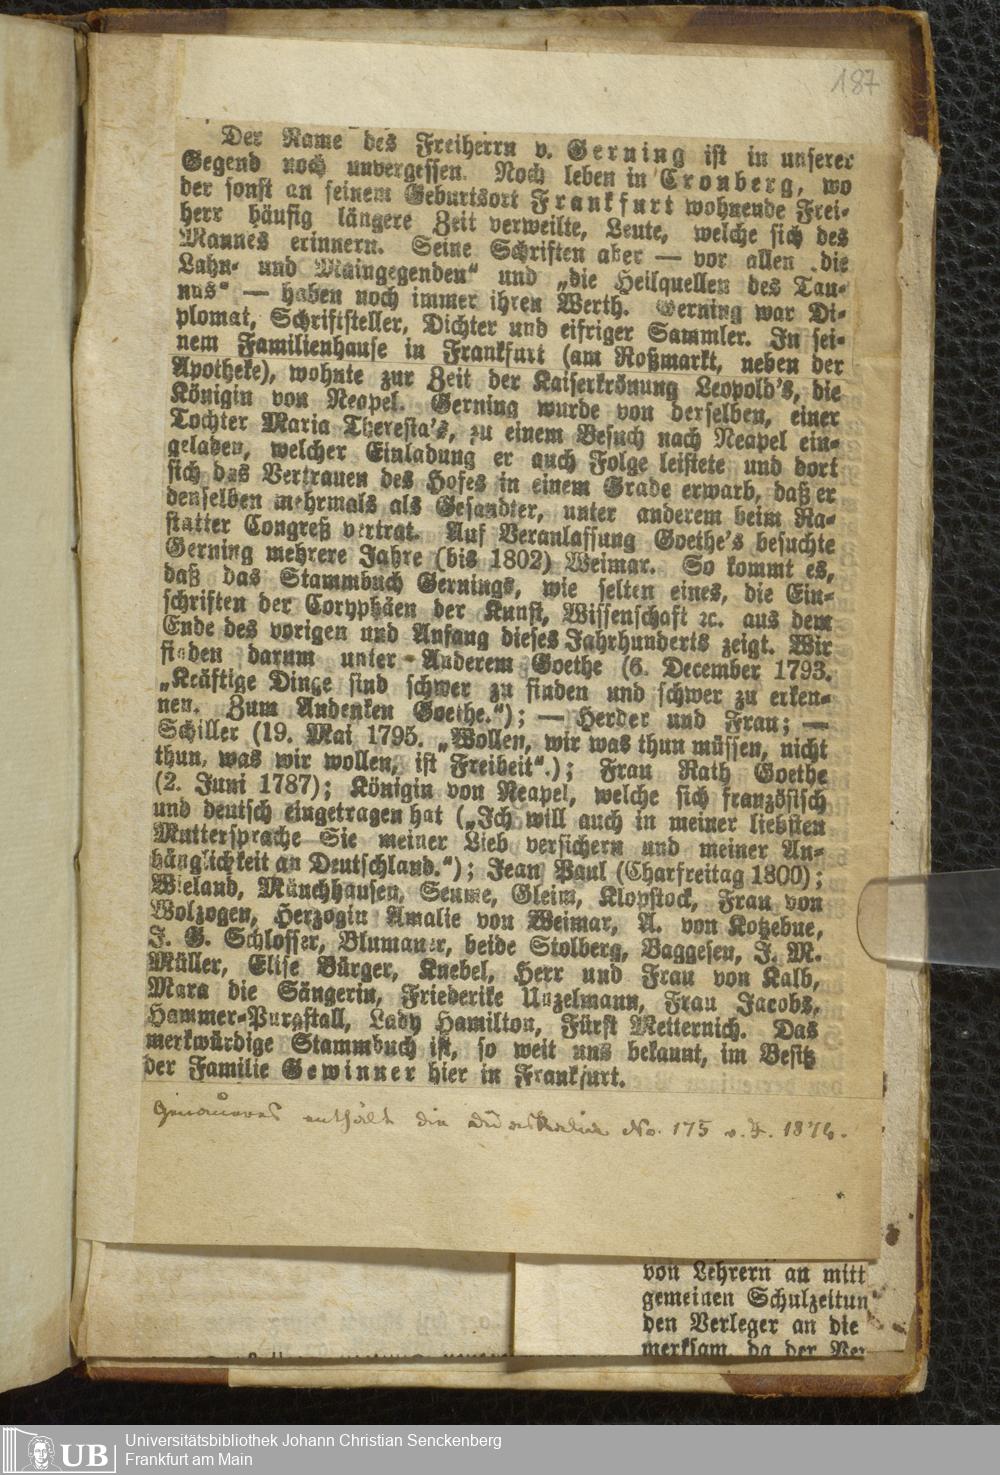 187
Der Name des Freiherrn v. Gerning ist in unserer
Gegend noch unvergessen. Noch leben in Cronberg, wo
der sonst an seinem Geburtsort Frankfurt wohnende Frei-
herr häufig längere Zeit verweilte, Leute, welche sich des
Mannes erinnern. Seine Schriften aber — vor allen „die
Lahn- und Maingegenden“ und „die Heilquellen des Tau-
nus“ — haben noch immer ihren Werth. Gerning war Di-
plomat, Schriftsteller, Dichter und eifriger Sammler. In sei-
nem Familienhause in Frankfurt (am Roßmarkt, neben der
Apotheke), wohnte zur Zeit der Kaiserkrönung Leopold's, die
Königin von Neapel. Gerning wurde von derselben, einer
Tochter Maria Theresia's, zu einem Besuch nach Neapel ein-
geladen, welcher Einladung er auch Folge leistete und dort
sich das Vertrauen des Hofes in einem Grade erwarb, daß er
denselben mehrmals als Gesandter, unter anderem beim Ra-
statter Congreß vertrat. Auf Veranlassung Goethe's besuchte
Gerning mehrere Jahre (bis 1802) Weimar. So kommt es,
daß das Stammbuch Gernings, wie selten eines, die Ein-
schriften der Coryphäen der Kunst, Wissenschaft ꝛc. aus dem
Ende des vorigen und Anfang dieses Jahrhunderts zeigt. Wir
finden darum unter Anderem Goethe (6. December 1793.
„Kräftige Dinge sind schwer zu finden und schwer zu erken-
nen. Zum Andenken Goethe.“); — Herder und Frau; —
Schiller (19. Mai 1795. „Wollen, wir was thun müssen, nicht
thun, was wir wollen, ist Freiheit“.); Frau Rath Goethe
(2. Juni 1787); Königin von Neapel, welche sich französisch
und deutsch eingetragen hat („Ich will auch in meiner liebsten
Muttersprache Sie meiner Lieb versichern und meiner An-
hänglichkeit an Deutschland.“); Jean Paul (Charfreitag 1800);
Wieland, Münchhausen, Seume, Gleim, Klopstock, Frau von
Wolzogen, Herzogin Amalie von Weimar, A. von Kotzebue,
J. G. Schlosser, Blumauer, beide Stolberg, Baggesen, J. M.
Müller, Elise Bürger, Knebel, Herr und Frau von Kalb,
Mara die Sängerin, Friederike Unzelmann, Frau Jacobs,
Hammer-Purgstall, Lady Hamilton, Fürst Metternich. Das
merkwürdige Stammbuch ist, so weit uns bekannt, im Besitz
der Familie Gewinner hier in Frankfurt.
Genaueres enthält die Didaskalia No. 175 v. J. 1876.
von Lehrern an mitt
gemeinen Schulzeitun
den Verleger an die
merksam, da der
UB
Universitätsbibliothek Johann Christian Senckenberg
Frankfurt am Main